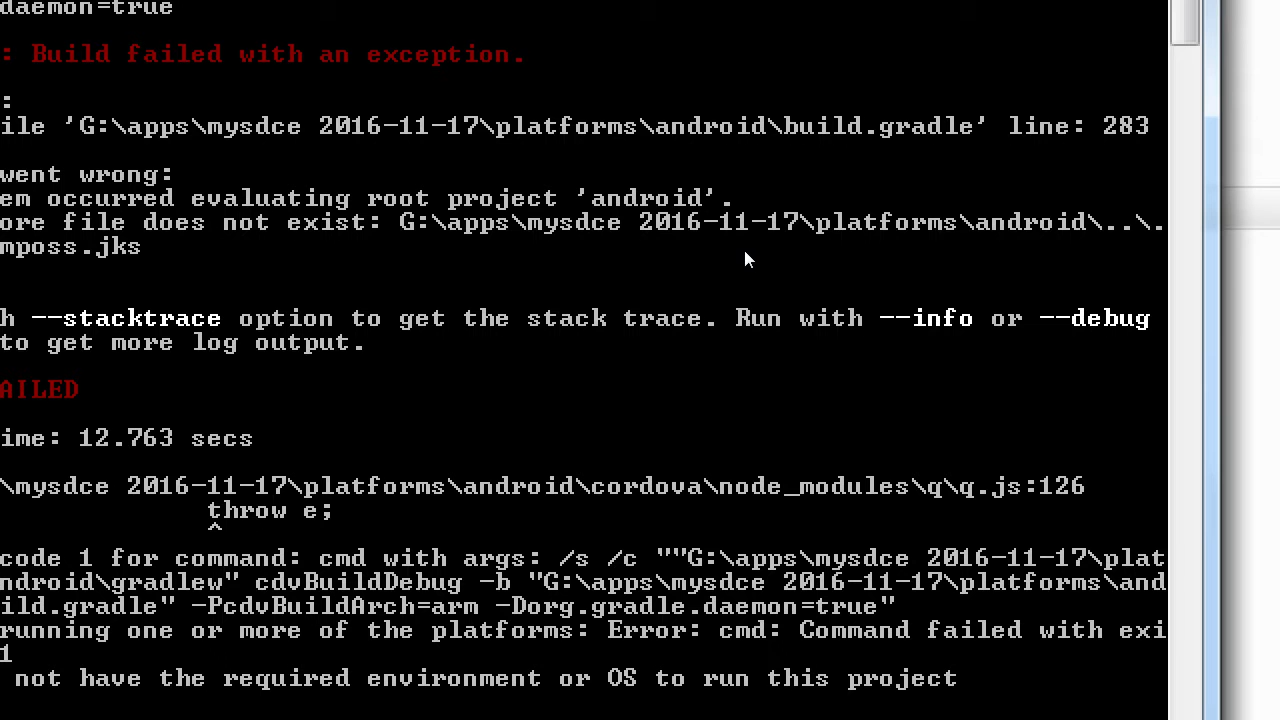 daemon=true
: Build failed with an exception.
:
ile 'G:\apps\mysdce 2016-11-17\platforms\android\build.gradle' line: 283
went wrong:
em occurred evaluating root project 'android'.
ore file does not exist: G:\apps\mysdce 2016-11-17\platforms\android\..\.
mposs.jks
h --stacktrace option to get the stack trace. Run with --info or --debug
to get more log output.
AILED
ime: 12.763 secs
\mysdce 2016-11-17\platforms\android\cordova\node_modules\q\q.js:126
throw e;
^
code 1 for command: cmd with args: /s /c ""G:\apps\mysdce 2016-11-17\plat
ndroid\gradlew" cdvBuildDebug -b "G:\apps\mysdce 2016-11-17\platforms\and
ild.gradle" -PcdvBuildArch=arm -Dorg.gradle.daemon=true"
running one or more of the platforms: Error: cmd: Command failed with exi
1
not have the required environment or OS to run this project